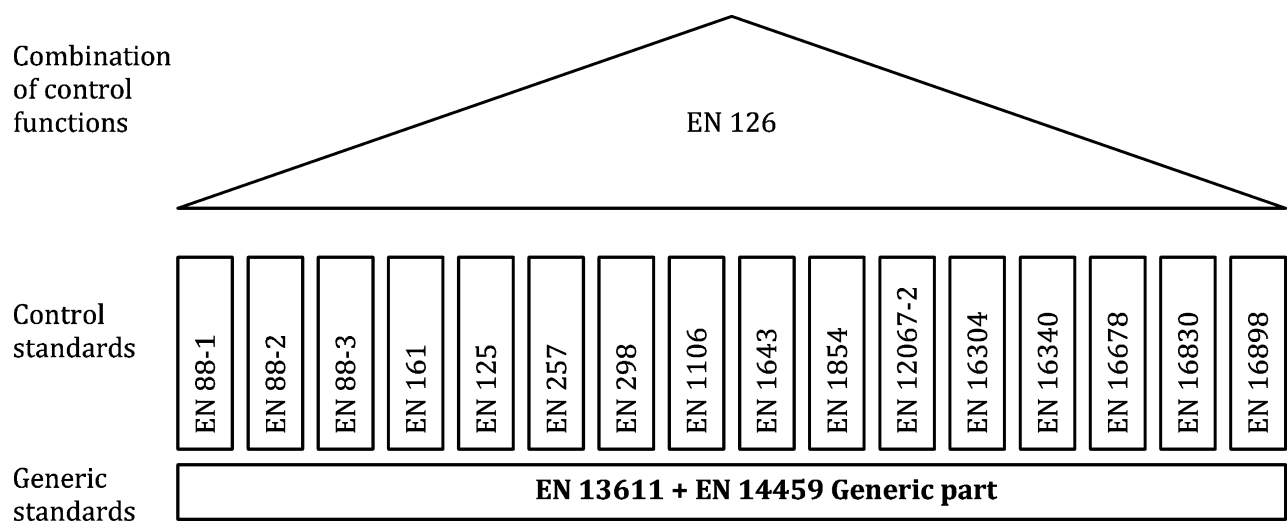 Combination
of control
functions
EN 126
Control
standards
EN 88-1
EN 88-2
EN 88-3
EN 161
EN 125
EN 257
EN 298
EN 1106
EN 1643
EN 1854
EN 12067-2
EN 16304
EN 16340
EN 16678
EN 16830
EN 16898
Generic
standards
EN 13611 + EN 14459 Generic part